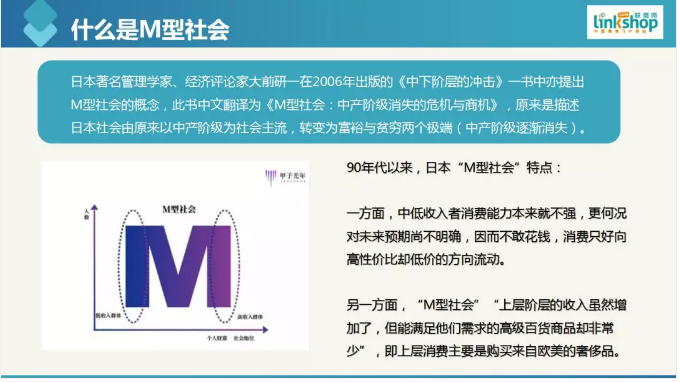 什么是M型社会
Linkshop
联商网
日本著名管理学家、经济评论家大前研一在2006年出版的《中下阶层的冲击》一书中亦提出
M型社会的概念，此书中文翻译为《M型社会：中产阶级消失的危机与商机》，原来是描述
日本社会由原来以中产阶级为社会主流，转变为富裕与贫穷两个极端（中产阶级逐渐消失）。
甲子光年
M型社会
人数
M
低收入群体
高收入群体
个人财富 社会地位
90年代以来，日本“M型社会”特点：
一方面，中低收入者消费能力本来就不强，更何况
对未来预期尚不明确，因而不敢花钱，消费只好向
高性价比却低价的方向流动。
另一方面，“M型社会”“上层阶层的收入虽然增
加了，但能满足他们需求的高级百货商品却非常
少”，即上层消费主要是购买来自欧美的奢侈品。